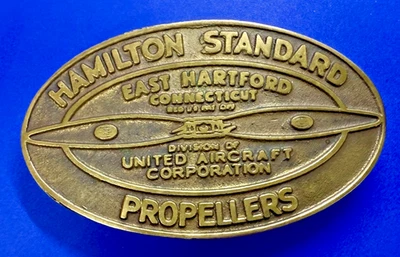 HAMILTON STANDARD
EAST HARTFORD
CONNECTICUT
DIVISION OF
UNITED AIRCRAFT
CORPORATION
PROPELLERS